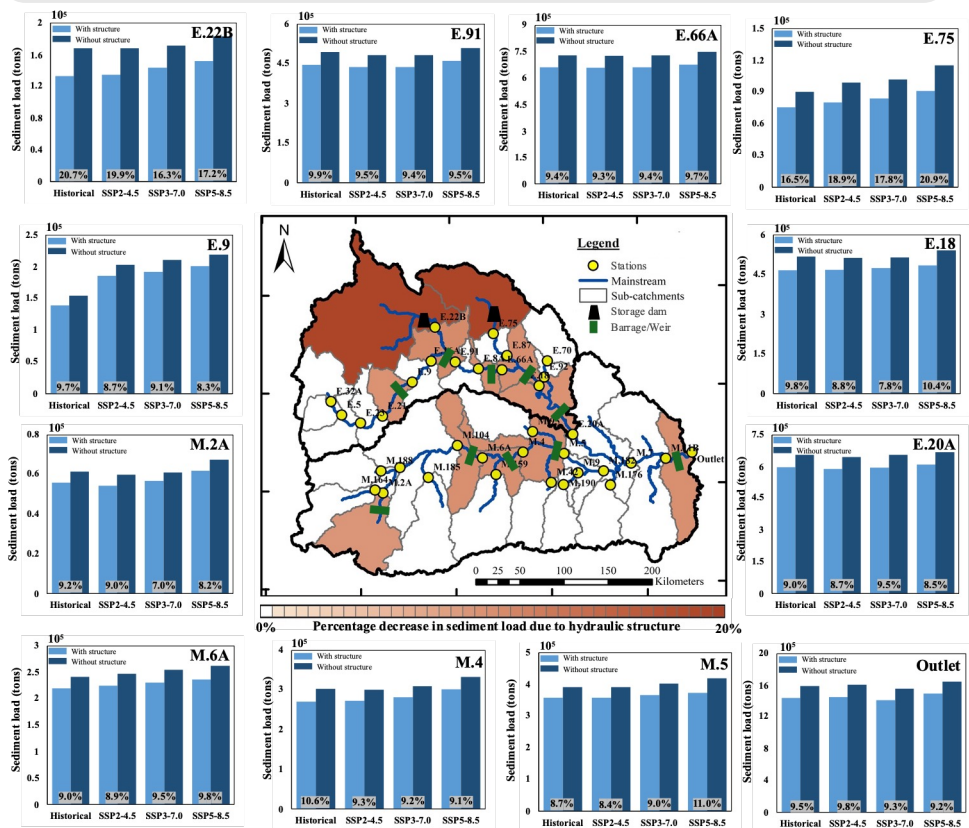 10⁵
E.22B
With structure
Without structure
Sediment load (tons)
2
1.6
1.2
0.8
0.4
0
20.7% 19.9% 16.3% 17.2%
Historical SSP2-4.5 SSP3-7.0 SSP5-8.5
10⁵
E.91
With structure
Without structure
Sediment load (tons)
6
4.5
3
1.5
0
9.9% 9.5% 9.4% 9.5%
Historical SSP2-4.5 SSP3-7.0 SSP5-8.5
10⁵
E.66A
With structure
Without structure
Sediment load (tons)
9
7.5
6
4.5
3
1.5
0
9.4% 9.3% 9.4% 9.7%
Historical SSP2-4.5 SSP3-7.0 SSP5-8.5
10⁵
E.75
With structure
Without structure
Sediment load (tons)
1.5
1.2
0.9
0.6
0.3
0
16.5% 18.9% 17.8% 20.9%
Historical SSP2-4.5 SSP3-7.0 SSP5-8.5
10⁵
E.9
With structure
Without structure
Sediment load (tons)
2.5
2
1.5
1
0.5
0
9.7% 8.7% 9.1% 8.3%
Historical SSP2-4.5 SSP3-7.0 SSP5-8.5
N
Legend
Stations
Mainstream
Sub-catchments
Storage dam
Barrage/Weir
E.22B
E.75
E.91
E.87
E.70
E.8A
E.66A
E.92
E.9
E.32A
E.5
E.23
E.21
E.20A
M.104
M.4
M.5
M.6A
M.159
M.188
M.185
M.164
M.2A
M.42
M.9
M.182
M.190
M.176
Outlet
0 25 50 100 150 200
Kilometers
0% Percentage decrease in sediment load due to hydraulic structure 20%
10⁵
E.18
With structure
Without structure
Sediment load (tons)
6
4.5
3
1.5
0
9.8% 8.8% 7.8% 10.4%
Historical SSP2-4.5 SSP3-7.0 SSP5-8.5
10⁵
M.2A
With structure
Without structure
Sediment load (tons)
0.8
0.6
0.4
0.2
0
9.2% 9.0% 7.0% 8.2%
Historical SSP2-4.5 SSP3-7.0 SSP5-8.5
10⁵
E.20A
With structure
Without structure
Sediment load (tons)
7.5
6
4.5
3
1.5
0
9.0% 8.7% 9.5% 8.5%
Historical SSP2-4.5 SSP3-7.0 SSP5-8.5
10⁵
M.6A
With structure
Without structure
Sediment load (tons)
3
2.5
2
1.5
1
0.5
0
9.0% 8.9% 9.5% 9.8%
Historical SSP2-4.5 SSP3-7.0 SSP5-8.5
10⁵
M.4
With structure
Without structure
Sediment load (tons)
4
3
2
1
0
10.6% 9.3% 9.2% 9.1%
Historical SSP2-4.5 SSP3-7.0 SSP5-8.5
10⁵
M.5
With structure
Without structure
Sediment load (tons)
5
4
3
2
1
0
8.7% 8.4% 9.0% 11.0%
Historical SSP2-4.5 SSP3-7.0 SSP5-8.5
10⁵
Outlet
With structure
Without structure
Sediment load (tons)
20
16
12
8
4
0
9.5% 9.8% 9.3% 9.2%
Historical SSP2-4.5 SSP3-7.0 SSP5-8.5